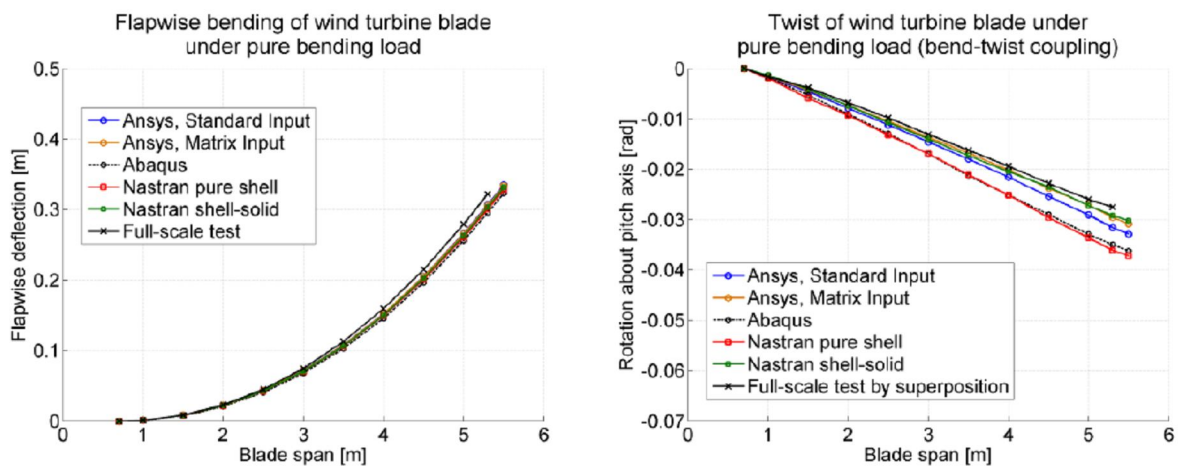 Flapwise bending of wind turbine blade
under pure bending load
0.5
0.4
0.3
0.2
0.1
0
Flapwise deflection [m]
Ansys, Standard Input
Ansys, Matrix Input
Abaqus
Nastran pure shell
Nastran shell-solid
Full-scale test
0 1 2 3 4 5 6
Blade span [m]
Twist of wind turbine blade under
pure bending load (bend-twist coupling)
0
-0.01
-0.02
-0.03
-0.04
-0.05
-0.06
-0.07
Rotation about pitch axis [rad]
Ansys, Standard Input
Ansys, Matrix Input
Abaqus
Nastran pure shell
Nastran shell-solid
Full-scale test by superposition
0 1 2 3 4 5 6
Blade span [m]